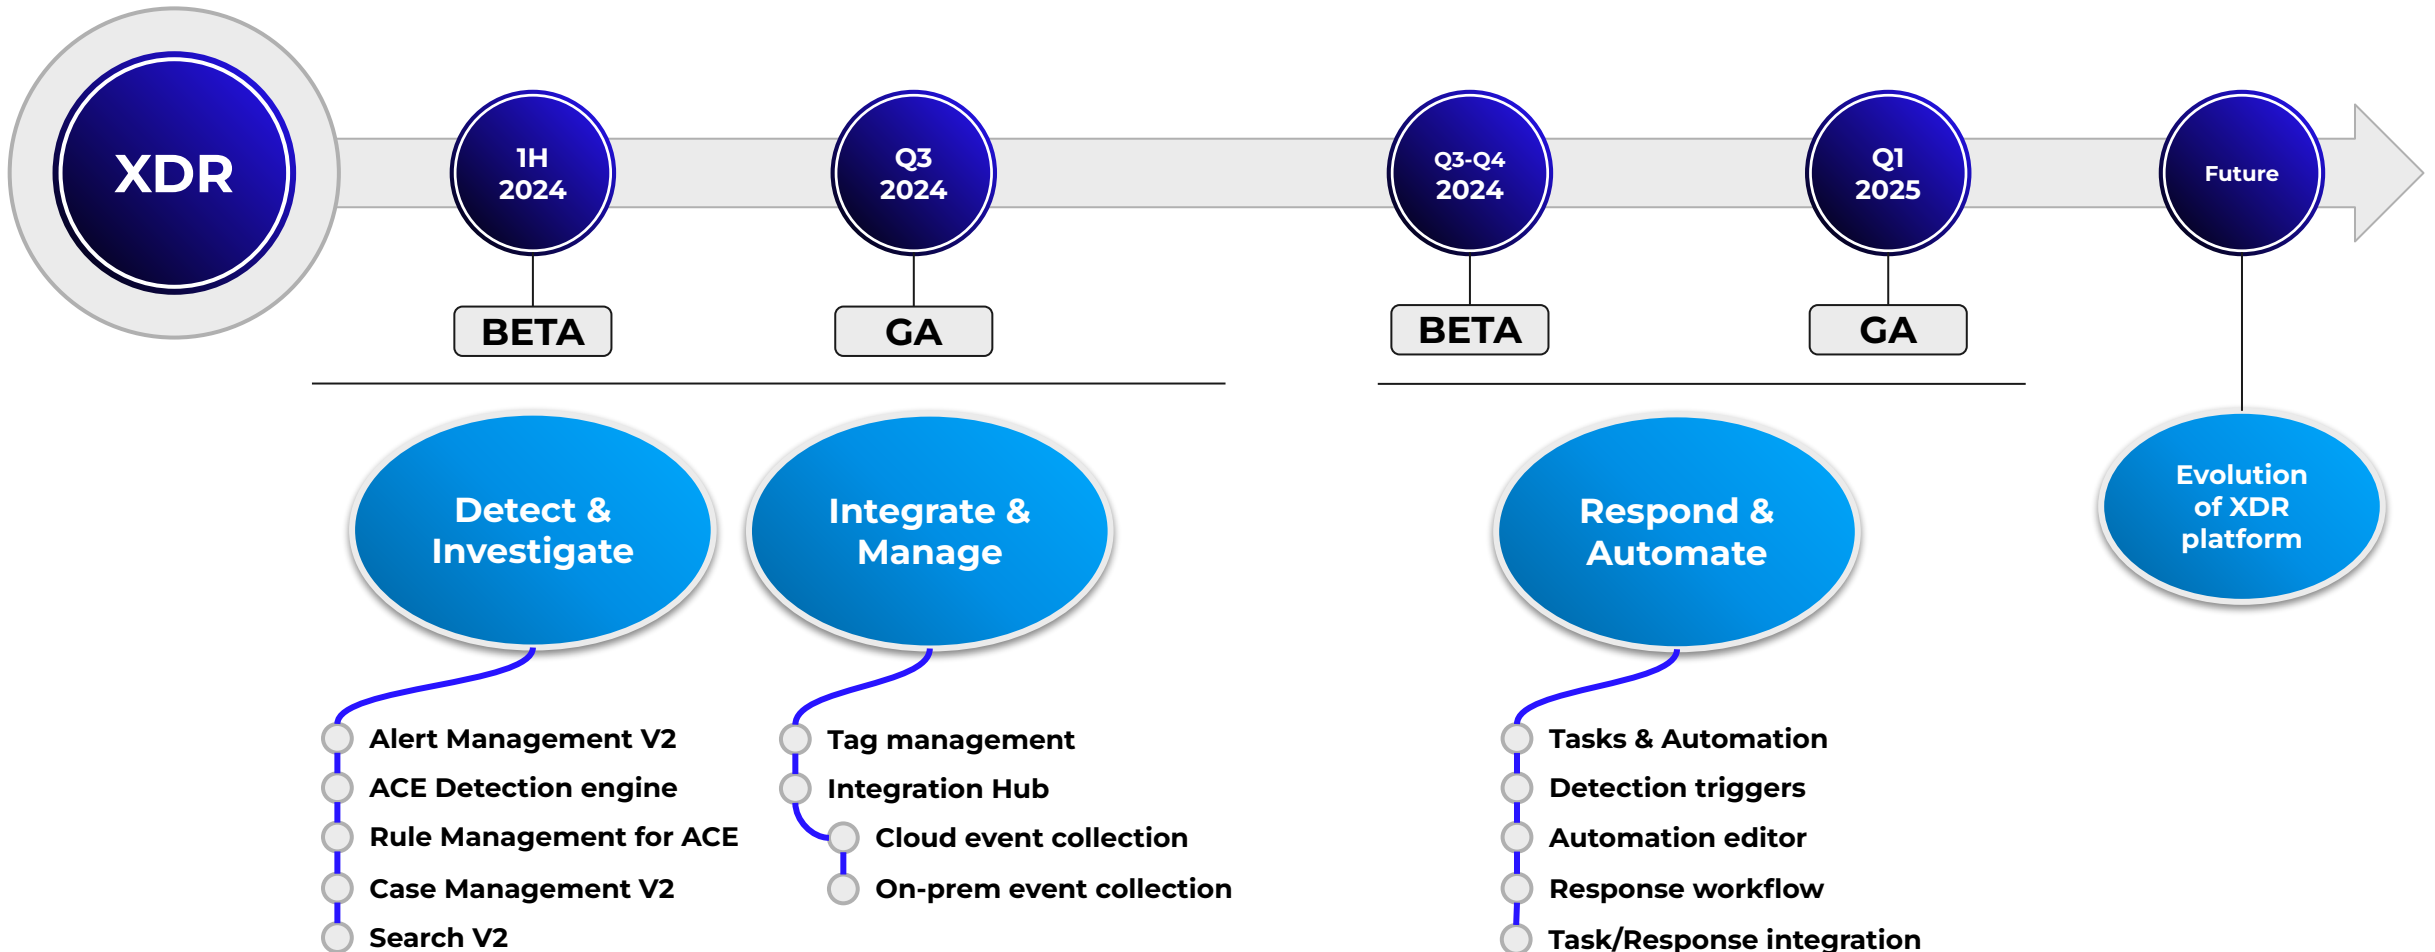 XDR
1H
2024
Q3
2024
Q3-Q4
2024
Q1
2025
Future
BETA
GA
BETA
GA
Detect &
Investigate
Integrate &
Manage
Respond &
Automate
Evolution
of XDR
platform
Alert Management V2
ACE Detection engine
Rule Management for ACE
Case Management V2
Search V2
Tag management
Integration Hub
Cloud event collection
On-prem event collection
Tasks & Automation
Detection triggers
Automation editor
Response workflow
Task/Response integration